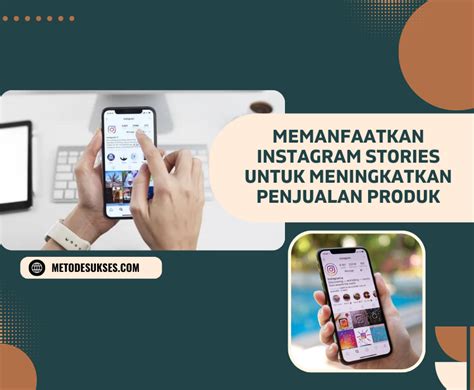 MEMANFAATKAN
INSTAGRAM STORIES
UNTUK MENINGKATKAN
PENJUALAN PRODUK
METODESUKSES.COM